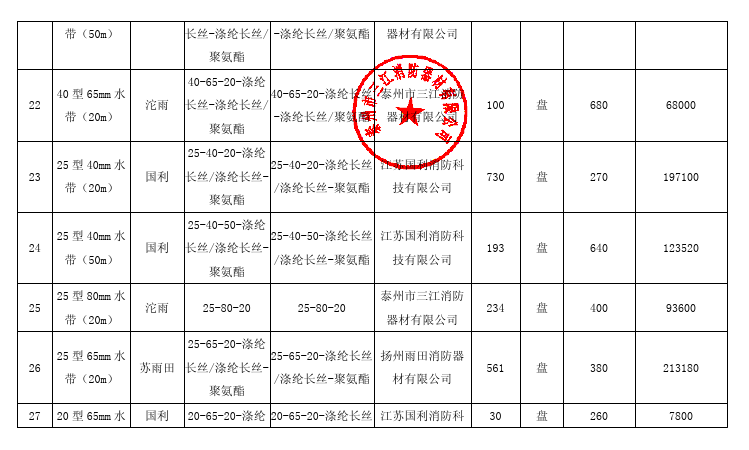 带（50m） 长丝-涤纶长丝/ -涤纶长丝/聚氨酯 器材有限公司
聚氨酯
22 40 型 65mm 水带（20m） 沱雨 40-65-20-涤纶长丝-涤纶长丝/聚氨酯 40-65-20-涤纶长丝-涤纶长丝/聚氨酯 泰州市三江消防器材有限公司 100 盘 680 68000
泰州市三江消防器材有限公司
23 25 型 40mm 水带（20m） 国利 25-40-20-涤纶长丝/涤纶长丝-聚氨酯 25-40-20-涤纶长丝/涤纶长丝-聚氨酯 江苏国利消防科技有限公司 730 盘 270 197100
24 25 型 40mm 水带（50m） 国利 25-40-50-涤纶长丝/涤纶长丝-聚氨酯 25-40-50-涤纶长丝/涤纶长丝-聚氨酯 江苏国利消防科技有限公司 193 盘 640 123520
25 25 型 80mm 水带（20m） 沱雨 25-80-20 25-80-20 泰州市三江消防器材有限公司 234 盘 400 93600
26 25 型 65mm 水带（20m） 苏雨田 25-65-20-涤纶长丝/涤纶长丝-聚氨酯 25-65-20-涤纶长丝/涤纶长丝-聚氨酯 扬州雨田消防器材有限公司 561 盘 380 213180
27 20 型 65mm 水 国利 20-65-20-涤纶 20-65-20-涤纶长丝 江苏国利消防科 30 盘 260 7800